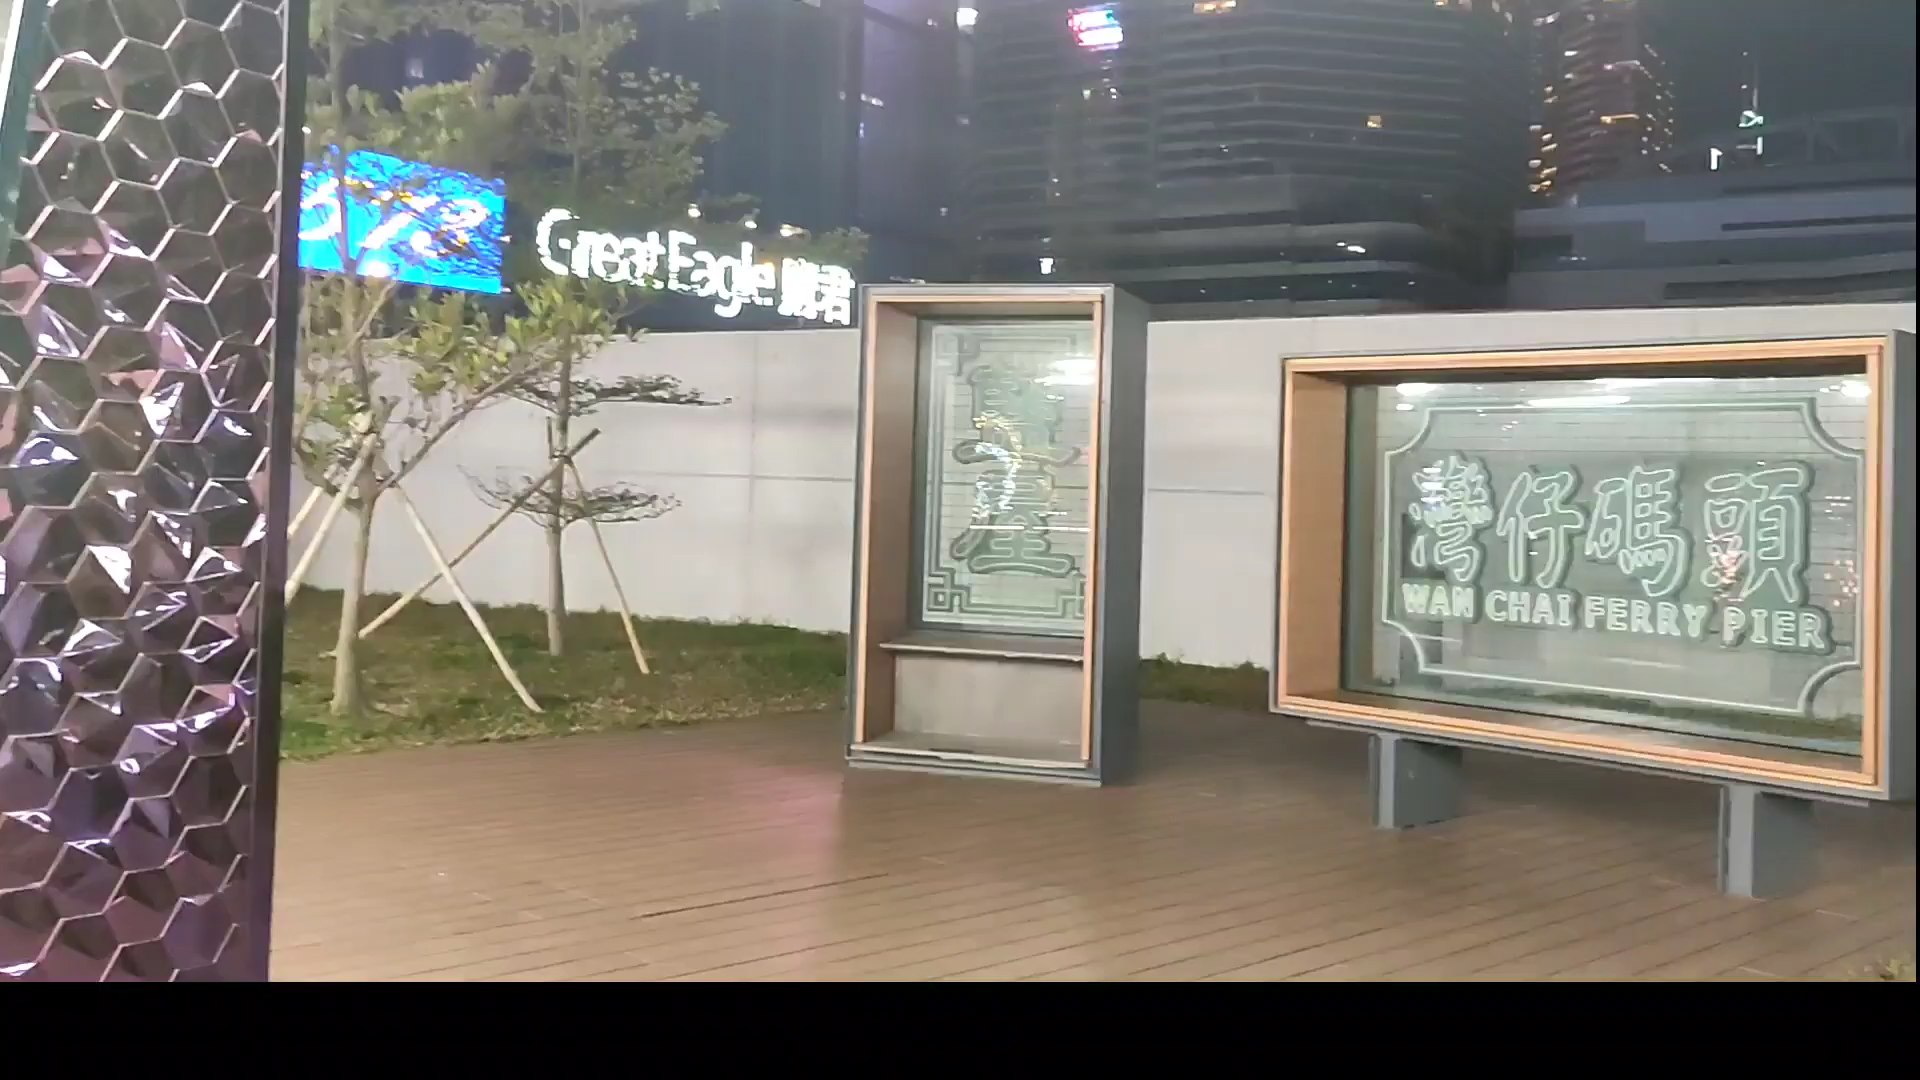 Great Eagle 鷹君
灣仔碼頭
WAN CHAI FERRY PIER